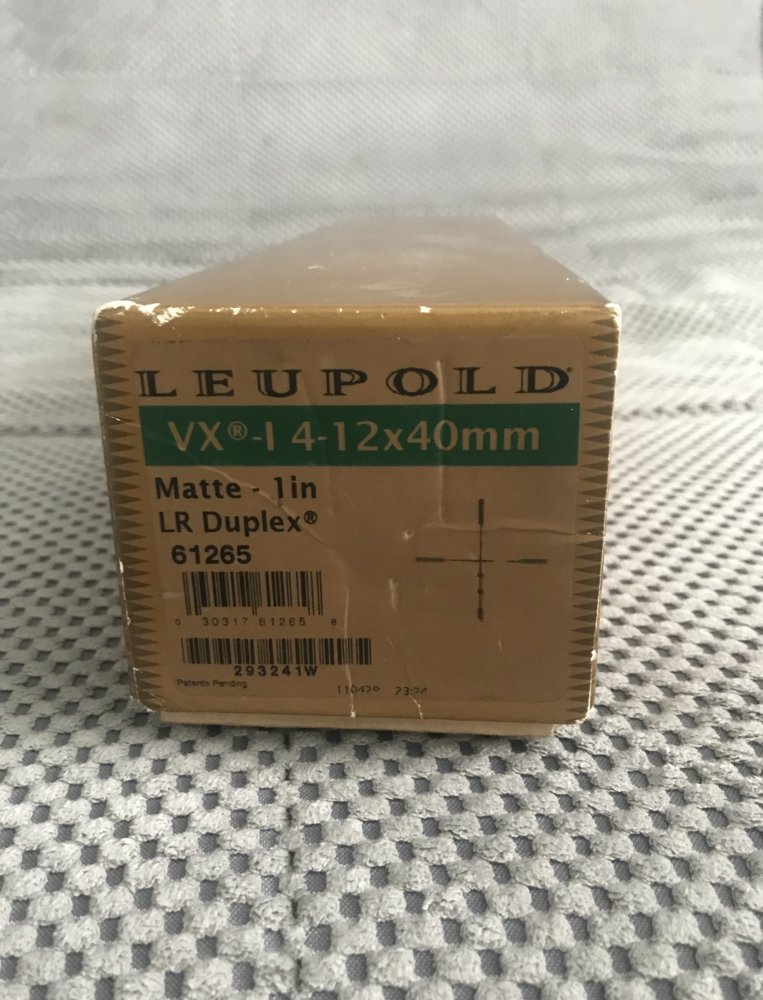 LEUPOLD®
VX®-I 4-12x40mm
Matte - 1in
LR Duplex®
61265
0 30317 61265 8
293241W
Patents Pending